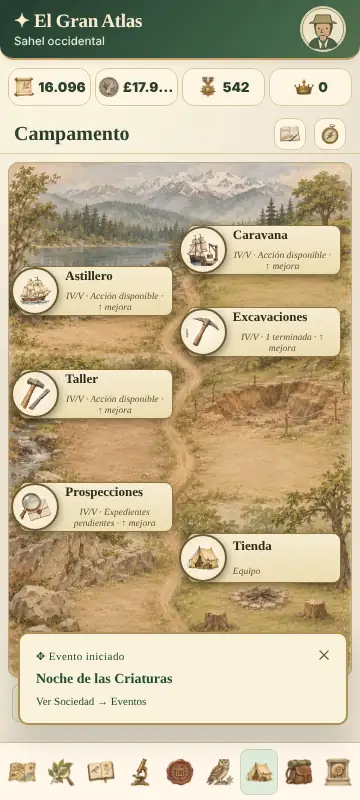 ✦ El Gran Atlas
Sahel occidental
16.096
£17.9...
542
0
Campamento
Caravana
IV/V · Acción disponible ·
↑ mejora
Astillero
IV/V · Acción disponible ·
↑ mejora
Excavaciones
IV/V · 1 terminada · ↑
mejora
Taller
IV/V · Acción disponible ·
↑ mejora
Prospecciones
IV/V · Expedientes
pendientes · ↑ mejora
Tienda
Equipo
✥ Evento iniciado
Noche de las Criaturas
Ver Sociedad → Eventos